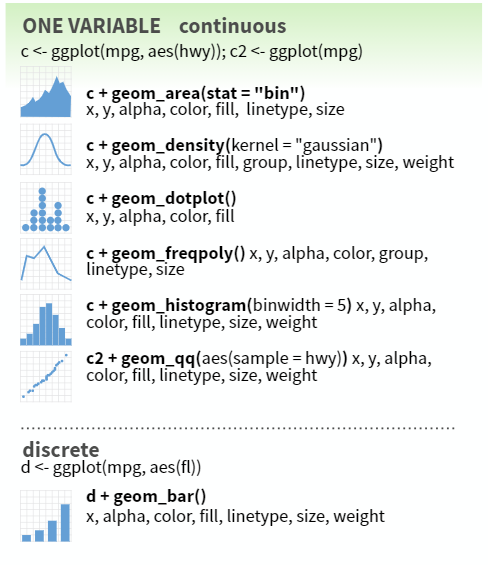 ONE VARIABLE continuous
c <- ggplot(mpg, aes(hwy)); c2 <- ggplot(mpg)
c + geom_area(stat = "bin")
x, y, alpha, color, fill, linetype, size
c + geom_density(kernel = "gaussian")
x, y, alpha, color, fill, group, linetype, size, weight
c + geom_dotplot()
x, y, alpha, color, fill
c + geom_freqpoly() x, y, alpha, color, group,
linetype, size
c + geom_histogram(binwidth = 5) x, y, alpha,
color, fill, linetype, size, weight
c2 + geom_qq(aes(sample = hwy)) x, y, alpha,
color, fill, linetype, size, weight
discrete
d <- ggplot(mpg, aes(fl))
d + geom_bar()
x, alpha, color, fill, linetype, size, weight